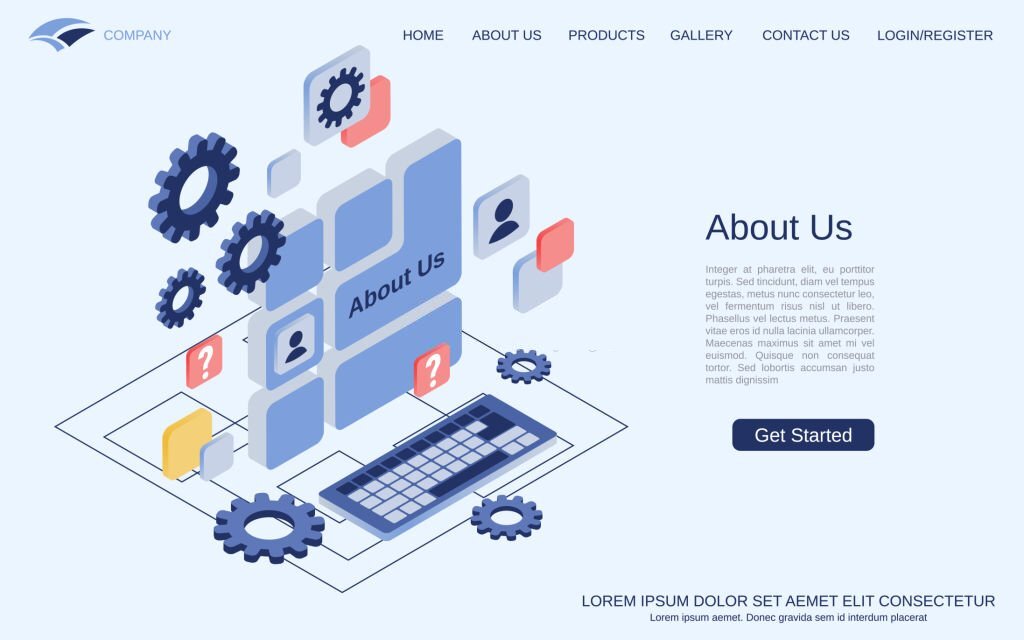 COMPANY
HOME ABOUT US PRODUCTS GALLERY CONTACT US LOGIN/REGISTER
About Us
?
?
About Us
Integer at pharetra elit, eu porttitor
turpis. Sed tincidunt, diam vel tempus
egestas, metus nunc consectetur leo,
vel fermentum risus nisl ut libero.
Phasellus vel lectus metus. Praesent
vitae eros id nulla lacinia ullamcorper.
Maecenas maximus sit amet mi vel
euismod. Quisque non consequat
tortor. Sed lobortis accumsan justo
mattis dignissim
Get Started
LOREM IPSUM DOLOR SET AEMET ELIT CONSECTETUR
Lorem ipsum aemet. Donec gravida sem id interdum placerat